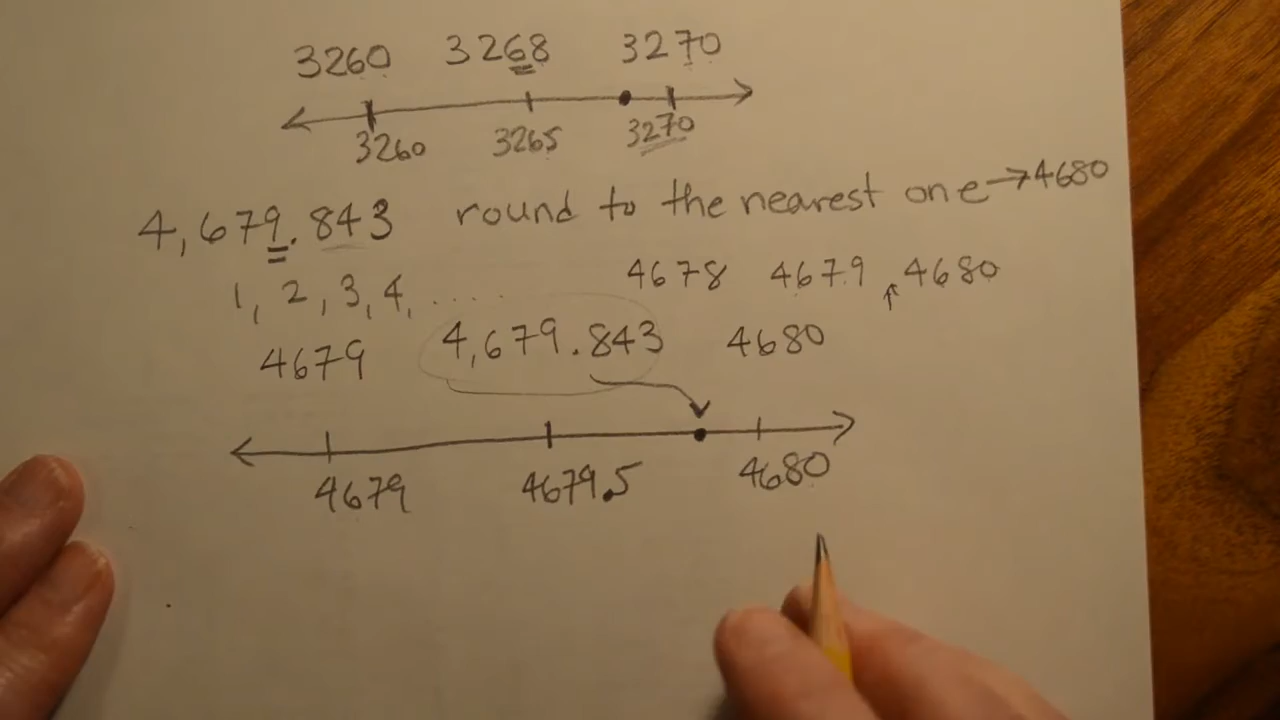 3260 3268 3270
3260 3265 3270
4,679.843 round to the nearest one → 4680
1, 2, 3, 4, ..... 4678 4679 4680
4679 4,679.843 4680
4679 4679.5 4680